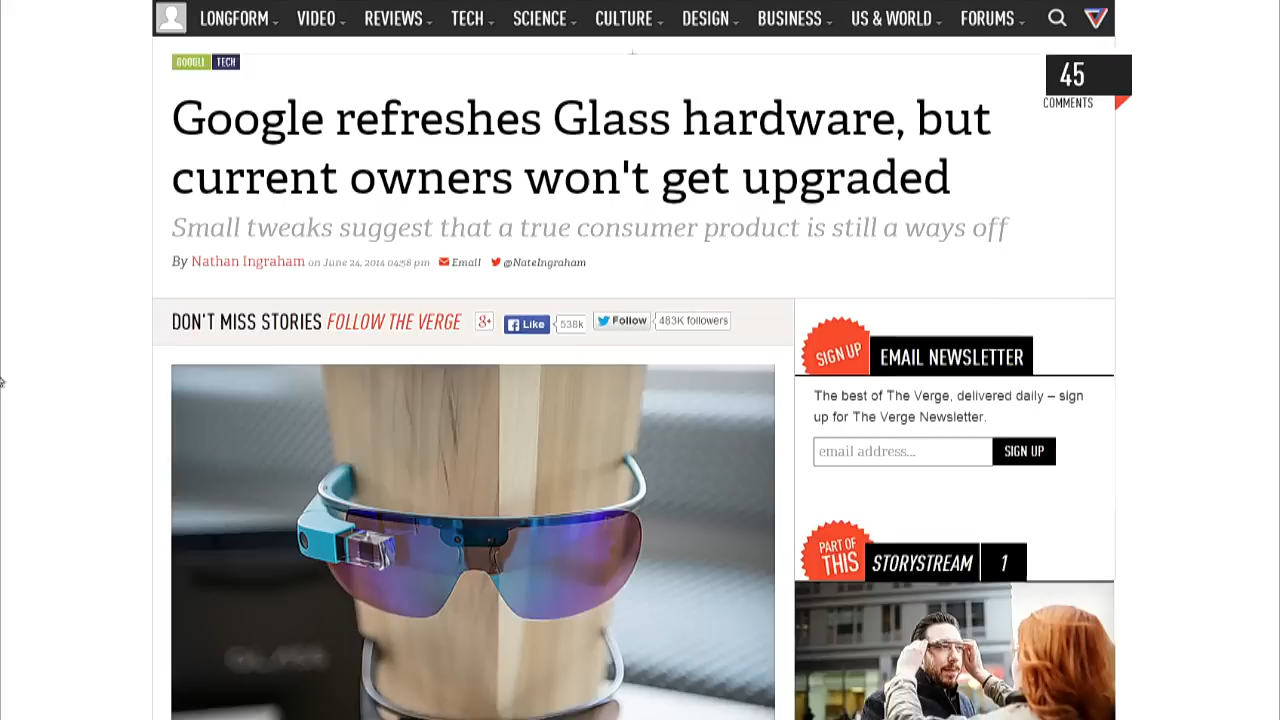 LONGFORM VIDEO REVIEWS TECH SCIENCE CULTURE DESIGN BUSINESS US & WORLD FORUMS
GOOGLE TECH
45
COMMENTS
Google refreshes Glass hardware, but
current owners won't get upgraded
Small tweaks suggest that a true consumer product is still a ways off
By Nathan Ingraham on June 24, 2014 04:58 pm Email @NateIngraham
DON'T MISS STORIES FOLLOW THE VERGE g+ Like 538k Follow 483K followers
SIGN UP EMAIL NEWSLETTER
The best of The Verge, delivered daily – sign
up for The Verge Newsletter.
email address... SIGN UP
PART OF
THIS STORYSTREAM 1
GLASS